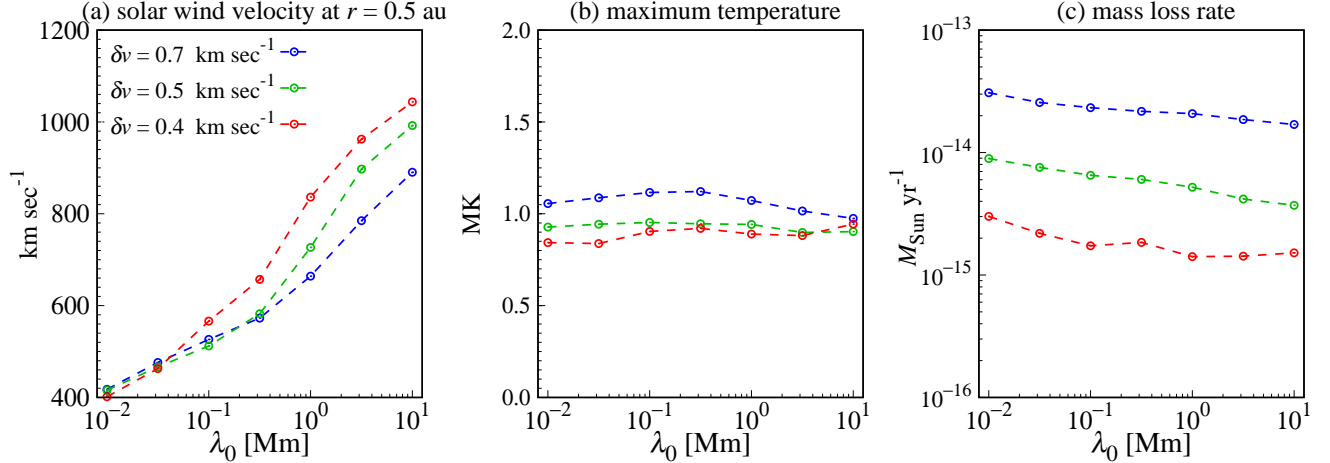 (a) solar wind velocity at r = 0.5 au
1200
1000
800
600
400
km sec⁻¹
δv = 0.7 km sec⁻¹
δv = 0.5 km sec⁻¹
δv = 0.4 km sec⁻¹
10⁻² 10⁻¹ 10⁰ 10¹
λ₀ [Mm]
(b) maximum temperature
2.0
1.5
1.0
0.5
0.0
MK
10⁻² 10⁻¹ 10⁰ 10¹
λ₀ [Mm]
(c) mass loss rate
10⁻¹³
10⁻¹⁴
10⁻¹⁵
10⁻¹⁶
M_Sun yr⁻¹
10⁻² 10⁻¹ 10⁰ 10¹
λ₀ [Mm]